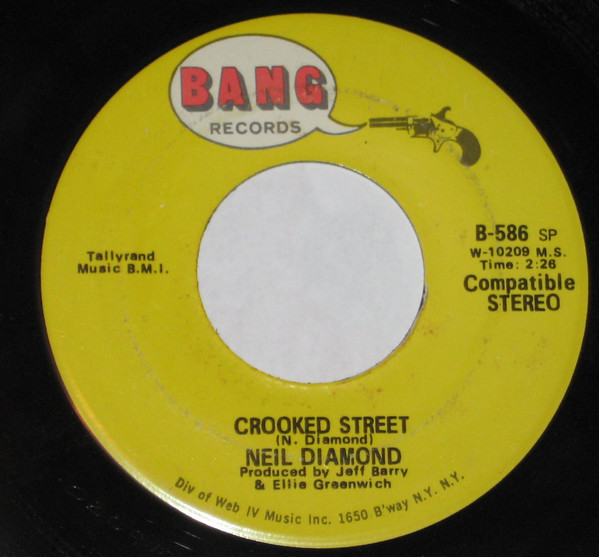 BANG
RECORDS
Tallyrand
Music B.M.I.
B-586 SP
W-10209 M.S.
Time: 2:26
Compatible
STEREO
CROOKED STREET
(N. Diamond)
NEIL DIAMOND
Produced by Jeff Barry
& Ellie Greenwich
Div of Web IV Music Inc. 1650 B'way N.Y. N.Y.